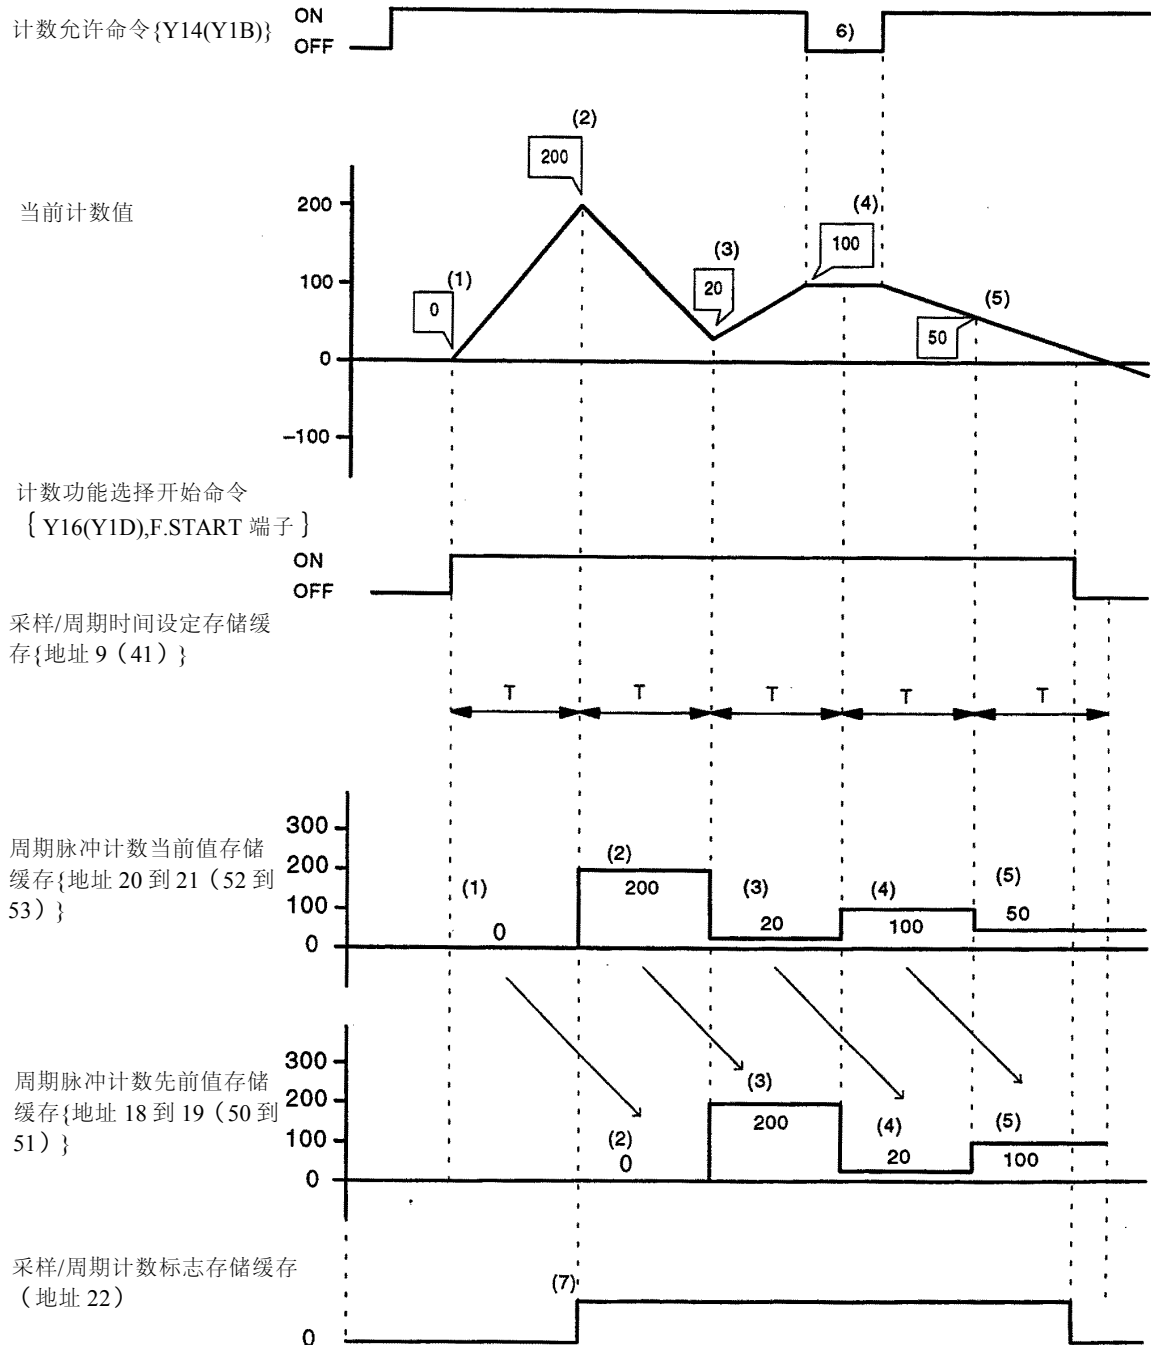 计数允许命令{Y14(Y1B)}
ON
OFF
6)
当前计数值
200
100
0
-100
0
(1)
200
(2)
20
(3)
100
(4)
50
(5)
计数功能选择开始命令
{ Y16(Y1D),F.START 端子 }
ON
OFF
采样/周期时间设定存储缓
存{地址 9（41）}
T
T
T
T
T
周期脉冲计数当前值存储
缓存{地址 20 到 21（52 到
53）}
300
200
100
0
(1)
0
(2)
200
(3)
20
(4)
100
(5)
50
周期脉冲计数先前值存储
缓存{地址 18 到 19（50 到
51）}
300
200
100
0
(2)
0
(3)
200
(4)
20
(5)
100
采样/周期计数标志存储缓存
（地址 22）
(7)
0